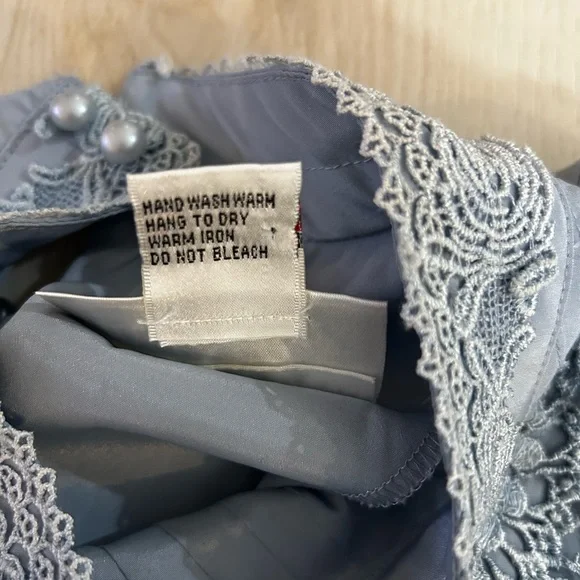 HAND WASH WARM
HANG TO DRY
WARM IRON
DO NOT BLEACH